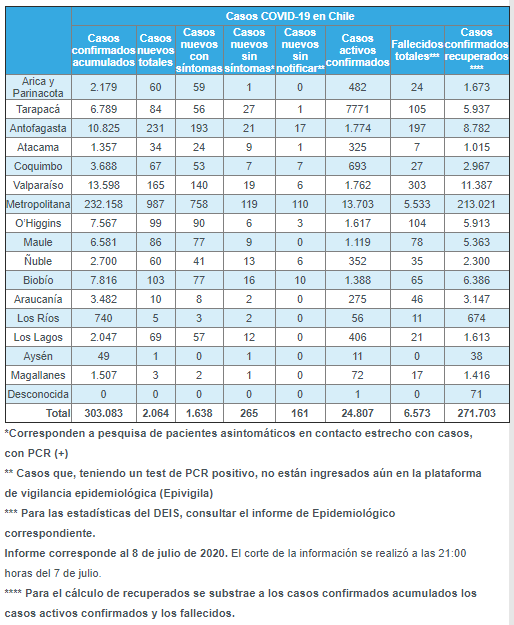 Casos COVID-19 en Chile
Casos confirmados acumulados Casos nuevos totales Casos nuevos con síntomas Casos nuevos sin síntomas* Casos nuevos sin notificar** Casos activos confirmados Fallecidos totales*** Casos confirmados recuperados ****
Arica y Parinacota 2.179 60 59 1 0 482 24 1.673
Tarapacá 6.789 84 56 27 1 7771 105 5.937
Antofagasta 10.825 231 193 21 17 1.774 197 8.782
Atacama 1.357 34 24 9 1 325 7 1.015
Coquimbo 3.688 67 53 7 7 693 27 2.967
Valparaíso 13.598 165 140 19 6 1.762 303 11.387
Metropolitana 232.158 987 758 119 110 13.703 5.533 213.021
O'Higgins 7.567 99 90 6 3 1.617 104 5.913
Maule 6.581 86 77 9 0 1.119 78 5.363
Ñuble 2.700 60 41 13 6 352 35 2.300
Biobío 7.816 103 77 16 10 1.388 65 6.386
Araucanía 3.482 10 8 2 0 275 46 3.147
Los Ríos 740 5 3 2 0 56 11 674
Los Lagos 2.047 69 57 12 0 406 21 1.613
Aysén 49 1 0 1 0 11 0 38
Magallanes 1.507 3 2 1 0 72 17 1.416
Desconocida 0 0 0 0 0 1 0 71
Total 303.083 2.064 1.638 265 161 24.807 6.573 271.703
*Corresponden a pesquisa de pacientes asintomáticos en contacto estrecho con casos,
con PCR (+)
** Casos que, teniendo un test de PCR positivo, no están ingresados aún en la plataforma
de vigilancia epidemiológica (Epivigila)
*** Para las estadísticas del DEIS, consultar el informe de Epidemiológico
correspondiente.
Informe corresponde al 8 de julio de 2020. El corte de la información se realizó a las 21:00
horas del 7 de julio.
**** Para el cálculo de recuperados se substrae a los casos confirmados acumulados los
casos activos confirmados y los fallecidos.